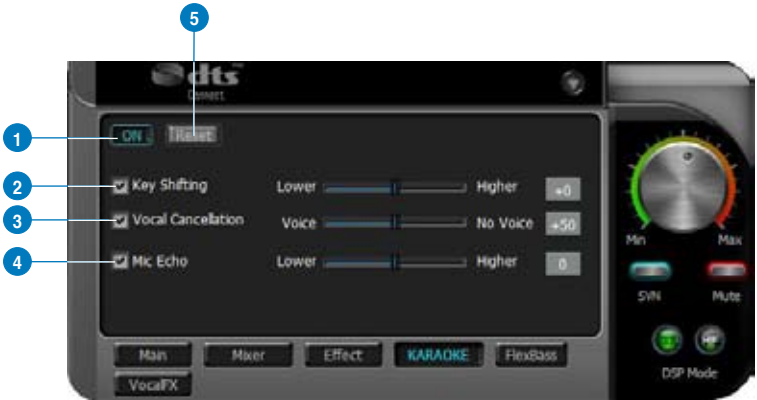 5
dts
Connect
1 ON Reset
2 Key Shifting Lower Higher +0
3 Vocal Cancellation Voice No Voice +50
4 Mic Echo Lower Higher 0
Min Max
SVN Mute
DSP Mode
Main Mixer Effect KARAOKE FlexBass
VocalFX